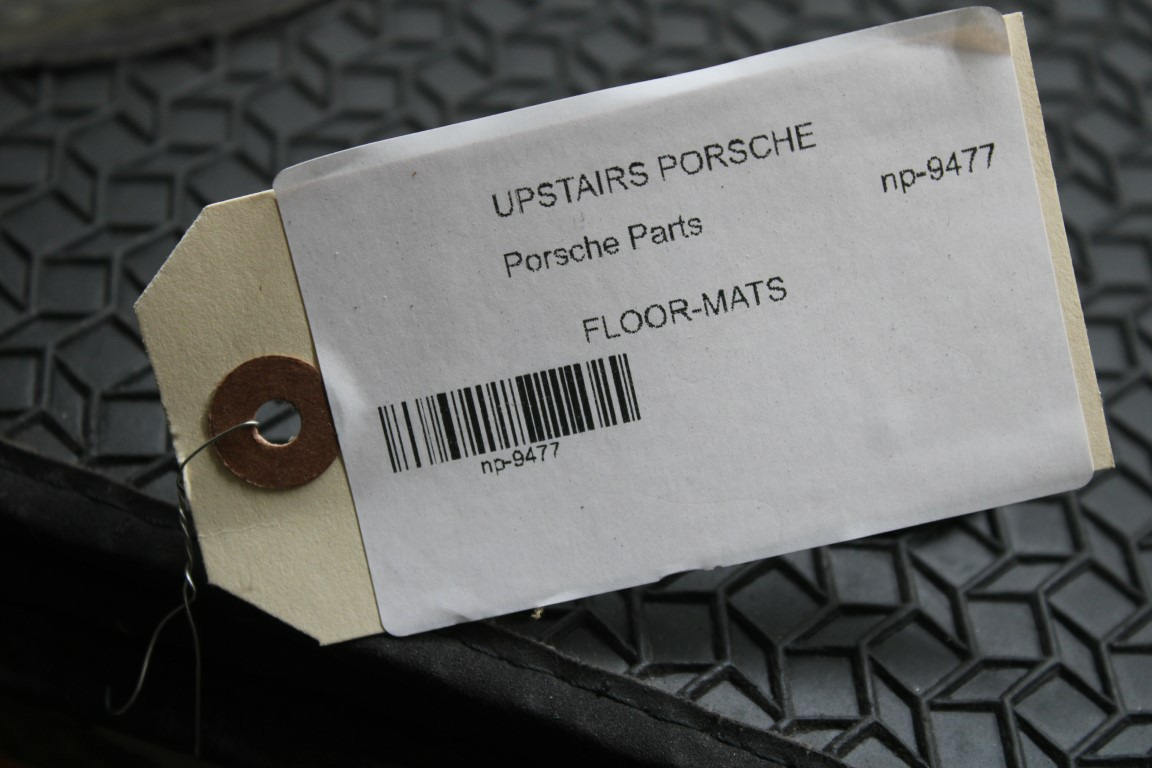 UPSTAIRS PORSCHE
np-9477
Porsche Parts
FLOOR-MATS
np-9477